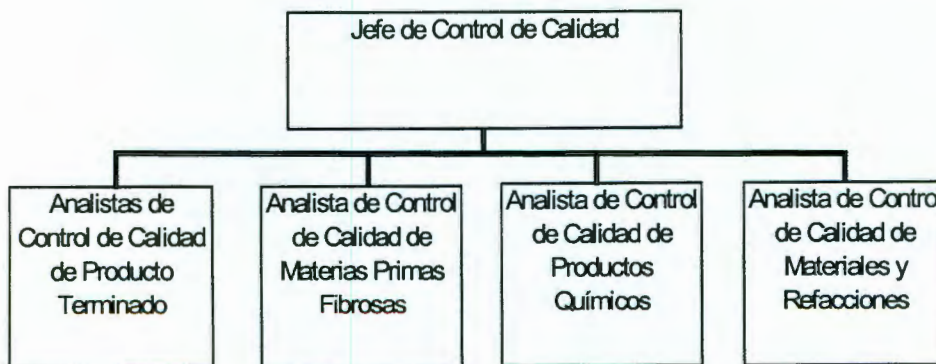 Jefe de Control de Calidad
Analistas de
Control de Calidad
de Producto
Terminado
Analista de Control
de Calidad de
Materias Primas
Fibrosas
Analista de Control
de Calidad de
Productos
Químicos
Analista de Control
de Calidad de
Materiales y
Refacciones